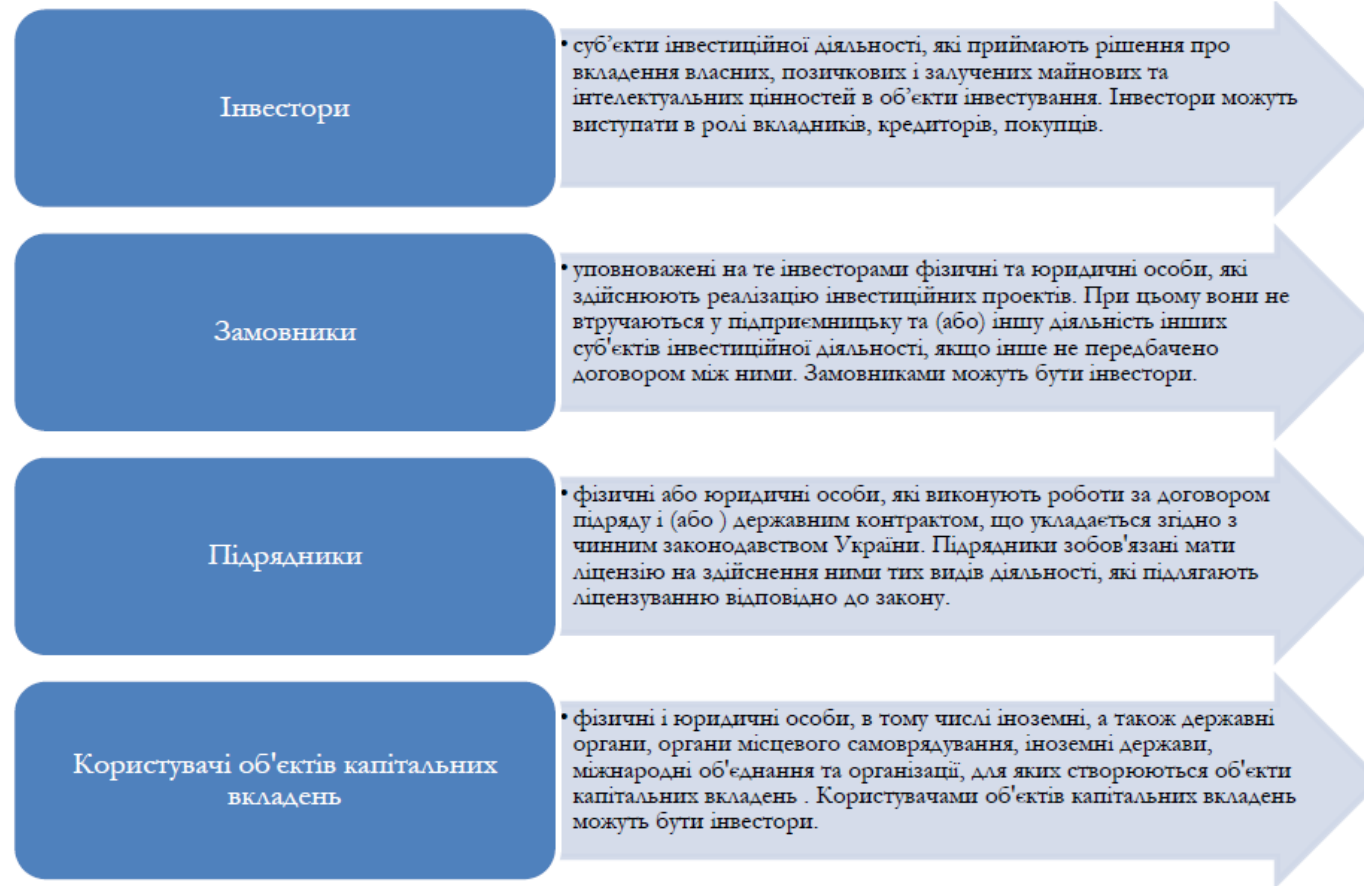 Інвестори
• суб’єкти інвестиційної діяльності, які приймають рішення про
вкладення власних, позичкових і залучених майнових та
інтелектуальних цінностей в об’єкти інвестування. Інвестори можуть
виступати в ролі вкладників, кредиторів, покупців.
Замовники
• уповноважені на те інвесторами фізичні та юридичні особи, які
здійснюють реалізацію інвестиційних проектів. При цьому вони не
втручаються у підприємницьку та (або) іншу діяльність інших
суб'єктів інвестиційної діяльності, якщо інше не передбачено
договором між ними. Замовниками можуть бути інвестори.
Підрядники
• фізичні або юридичні особи, які виконують роботи за договором
підряду і (або ) державним контрактом, що укладається згідно з
чинним законодавством України. Підрядники зобов'язані мати
ліцензію на здійснення ними тих видів діяльності, які підлягають
ліцензуванню відповідно до закону.
Користувачі об'єктів капітальних
вкладень
• фізичні і юридичні особи, в тому числі іноземні, а також державні
органи, органи місцевого самоврядування, іноземні держави,
міжнародні об'єднання та організації, для яких створюються об'єкти
капітальних вкладень . Користувачами об'єктів капітальних вкладень
можуть бути інвестори.